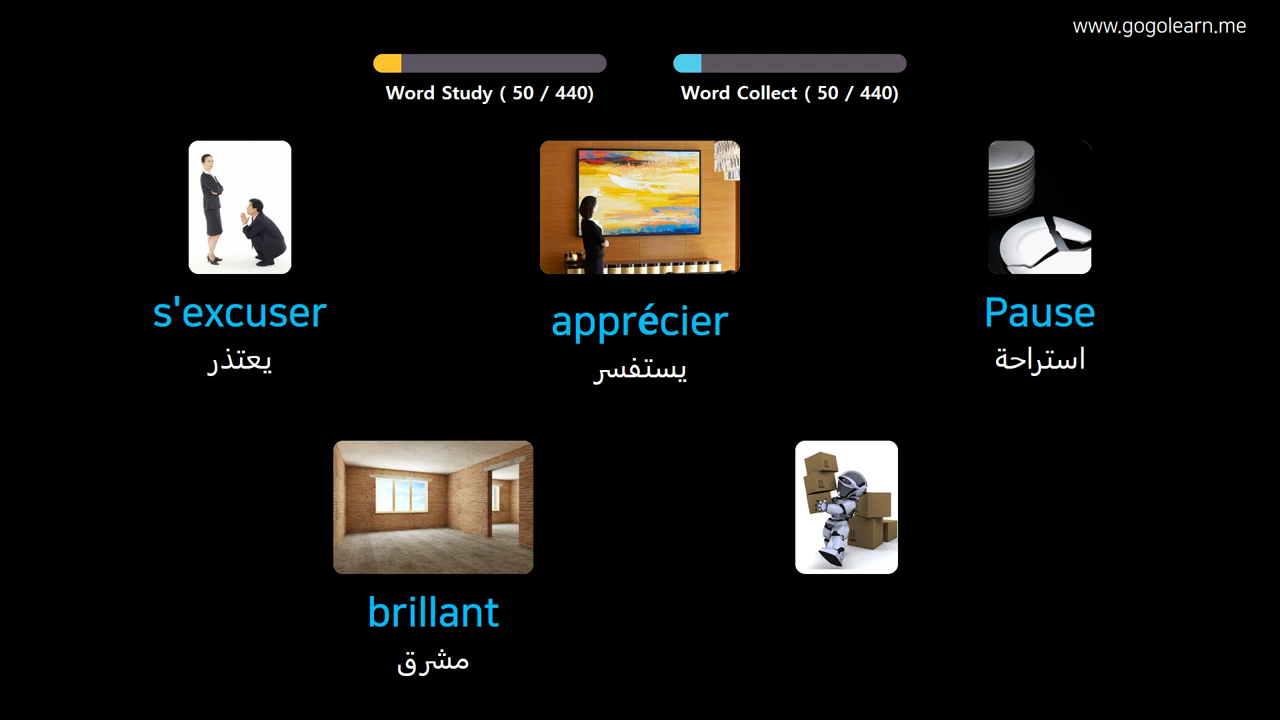 www.gogolearn.me
Word Study ( 50 / 440)
Word Collect ( 50 / 440)
s'excuser
يعتذر
apprécier
يستفسر
Pause
استراحة
brillant
مشرق